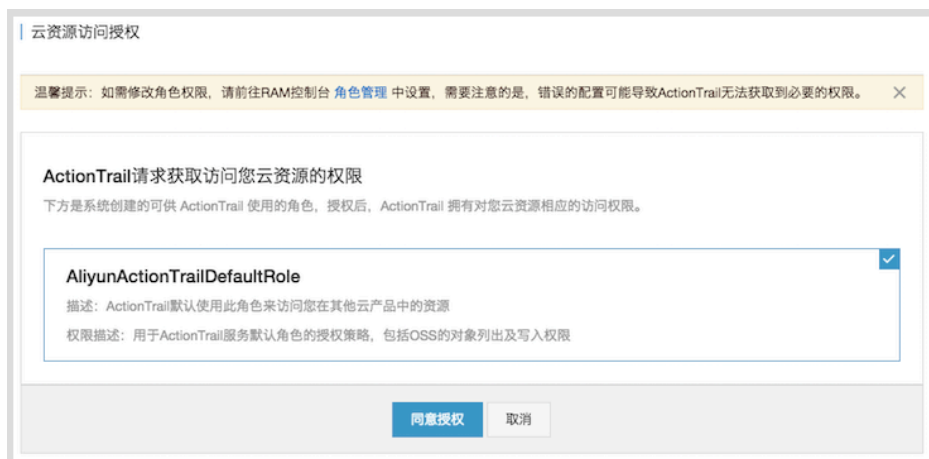 云资源访问授权
温馨提示：如需修改角色权限，请前往RAM控制台 角色管理 中设置，需要注意的是，错误的配置可能导致ActionTrail无法获取到必要的权限。
ActionTrail请求获取访问您云资源的权限
下方是系统创建的可供 ActionTrail 使用的角色，授权后，ActionTrail 拥有对您云资源相应的访问权限。
AliyunActionTrailDefaultRole
描述：ActionTrail默认使用此角色来访问您在其他云产品中的资源
权限描述：用于ActionTrail服务默认角色的授权策略，包括OSS的对象列出及写入权限
同意授权 取消